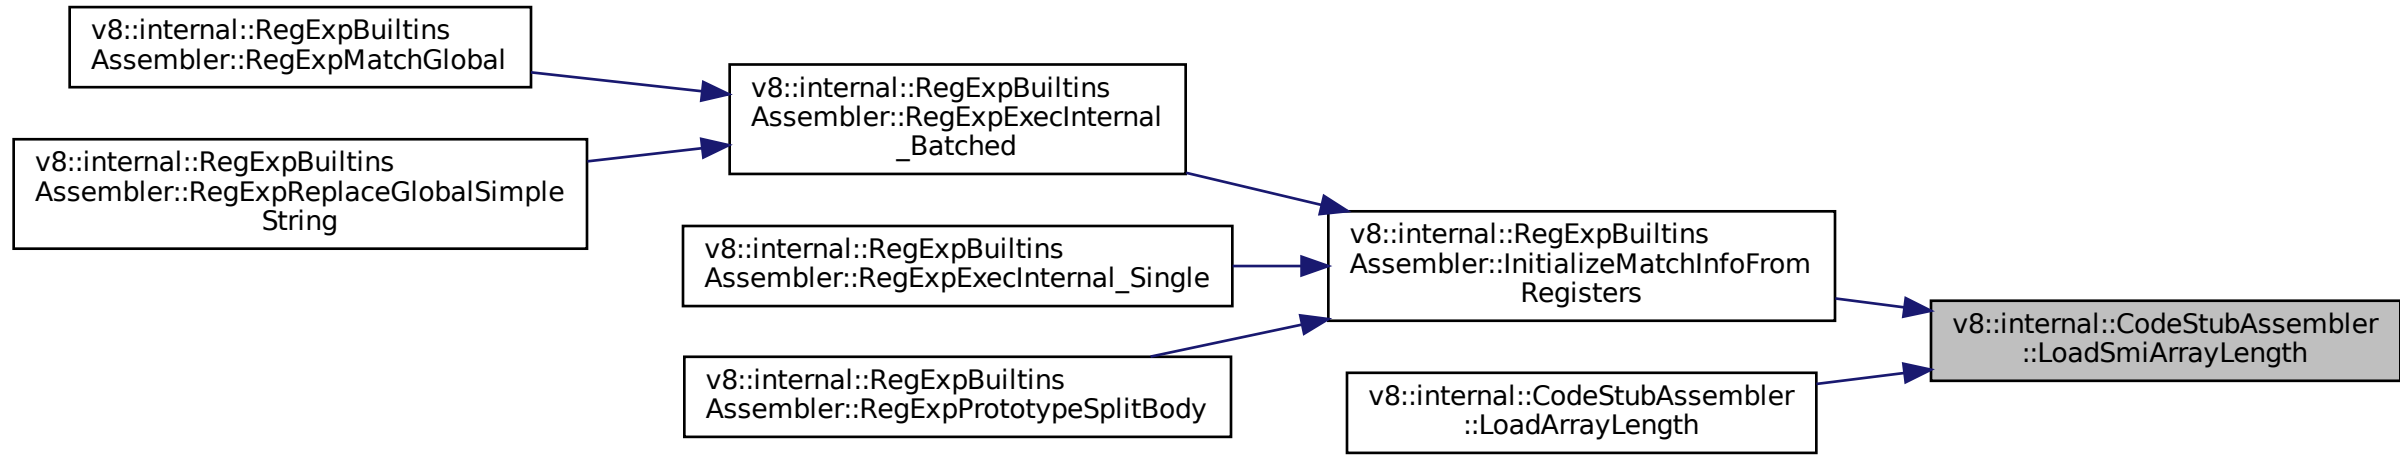 v8::internal::RegExpBuiltins
Assembler::RegExpMatchGlobal
v8::internal::RegExpBuiltins
Assembler::RegExpReplaceGlobalSimple
String
v8::internal::RegExpBuiltins
Assembler::RegExpExecInternal
_Batched
v8::internal::RegExpBuiltins
Assembler::RegExpExecInternal_Single
v8::internal::RegExpBuiltins
Assembler::RegExpPrototypeSplitBody
v8::internal::RegExpBuiltins
Assembler::InitializeMatchInfoFrom
Registers
v8::internal::CodeStubAssembler
::LoadArrayLength
v8::internal::CodeStubAssembler
::LoadSmiArrayLength